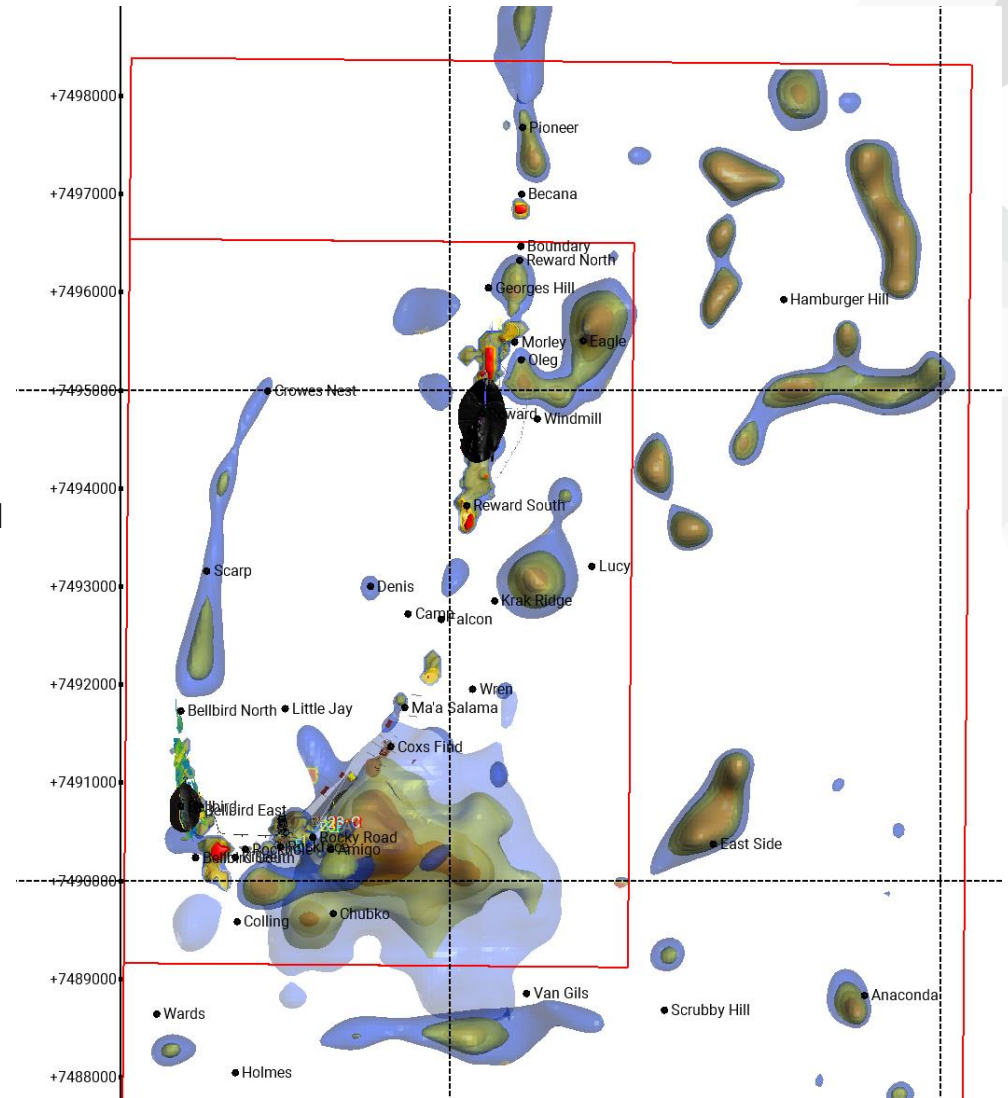 +7498000
Pioneer
+7497000
Becana
Boundary
Reward North
+7496000
Georges Hill
Hamburger Hill
Morley
Eagle
Oleg
+7495000
Crowes Nest
Windmill
+7494000
Reward South
+7493000
Scarp
Denis
Lucy
Krak Ridge
Camp
Falcon
+7492000
Wren
Bellbird North
Little Jay
Ma'a Salama
Coxs Find
+7491000
Bellbird East
Rocky Road
Amigo
East Side
Colling
Chubko
+7489000
Van Gils
Anaconda
Wards
Scrubby Hill
+7488000
Holmes